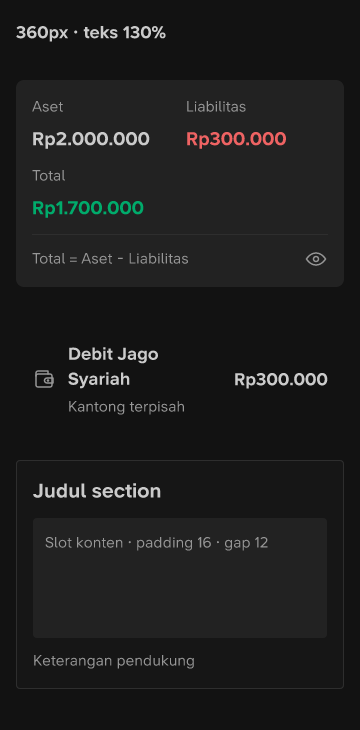 360px · teks 130%
Aset
Liabilitas
Rp2.000.000
Rp300.000
Total
Rp1.700.000
Total = Aset - Liabilitas
Debit Jago
Syariah
Rp300.000
Kantong terpisah
Judul section
Slot konten · padding 16 · gap 12
Keterangan pendukung